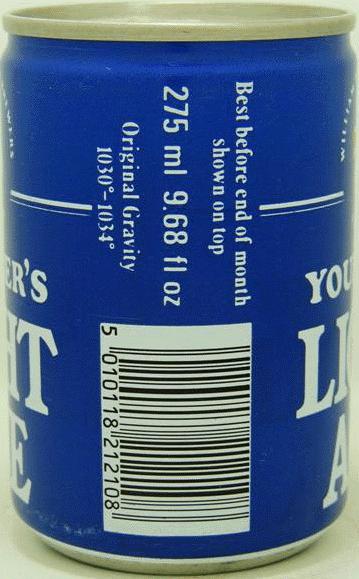 Best before end of month
shown on top
275 ml 9.68 fl oz
Original Gravity
1030°-1034°
5 010118 212108
ER'S
HT
E
YOU
LI
A